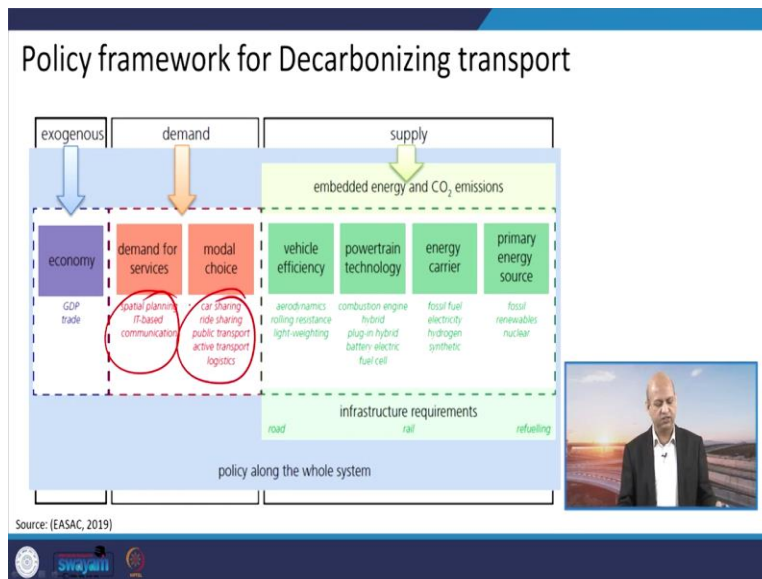 Policy framework for Decarbonizing transport
exogenous
demand
supply
embedded energy and CO2 emissions
economy
demand for
services
modal
choice
vehicle
efficiency
powertrain
technology
energy
carrier
primary
energy
source
GDP
trade
spatial planning
IT-based
communication
car sharing
ride sharing
public transport
active transport
logistics
aerodynamics
rolling resistance
light-weighting
combustion engine
hybrid
plug-in hybrid
battery electric
fuel cell
fossil fuel
electricity
hydrogen
synthetic
fossil
renewables
nuclear
infrastructure requirements
road
rail
refuelling
policy along the whole system
Source: (EASAC, 2019)
swayam